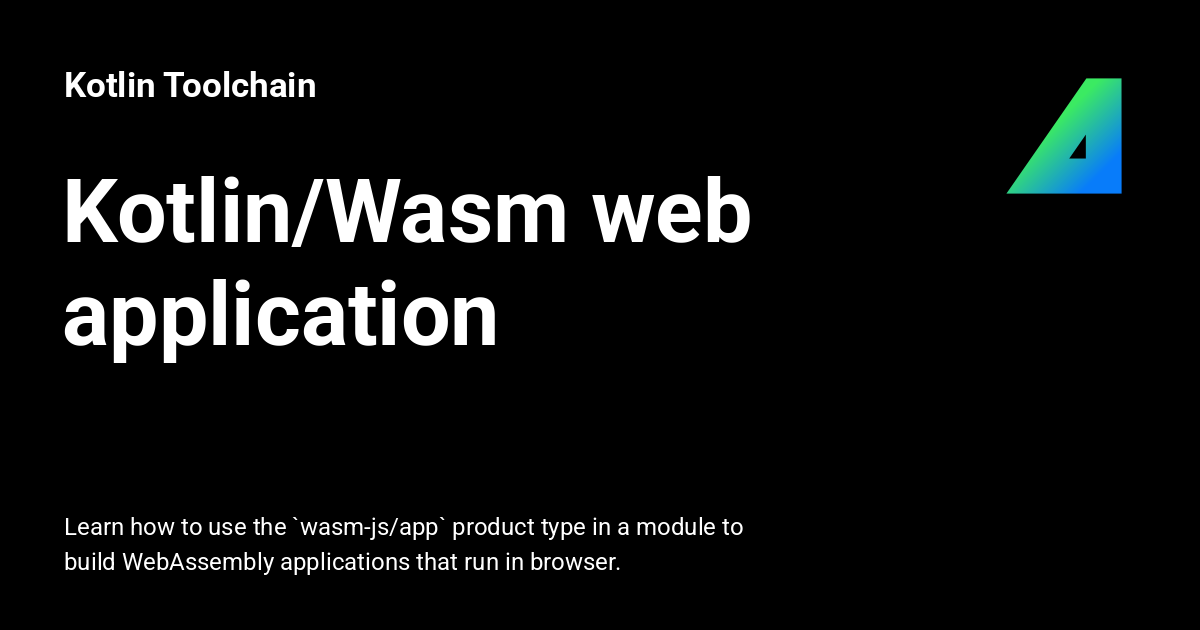 Kotlin Toolchain
Kotlin/Wasm web
application
Learn how to use the `wasm-js/app` product type in a module to
build WebAssembly applications that run in browser.